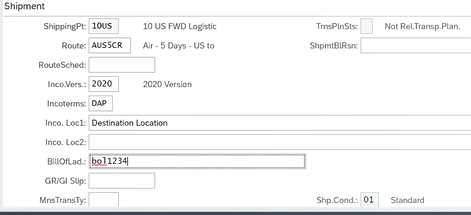 Shipment
ShippingPt: 10US 10 US FWD Logistic TrnsPlnSts: Not Rel.Transp.Plan.
Route: AUS5CR Air - 5 Days - US to ShpmtBlRsn:
RouteSched:
Inco.Vers.: 2020 2020 Version
Incoterms: DAP
Inco. Loc1: Destination Location
Inco. Loc2:
BillOfLad.: bol1234
GR/GI Slip:
MnsTransTy: Shp.Cond.: 01 Standard